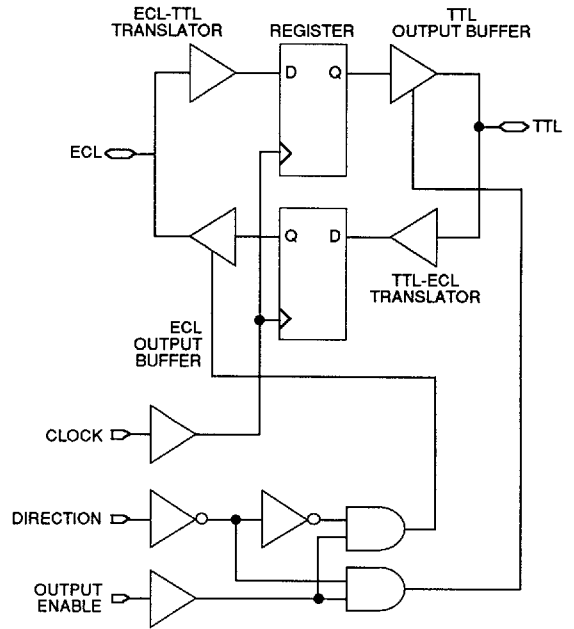 ECL-TTL
TRANSLATOR
REGISTER
TTL
OUTPUT BUFFER
D Q
ECL
TTL
Q D
TTL-ECL
TRANSLATOR
ECL
OUTPUT
BUFFER
CLOCK
DIRECTION
OUTPUT
ENABLE